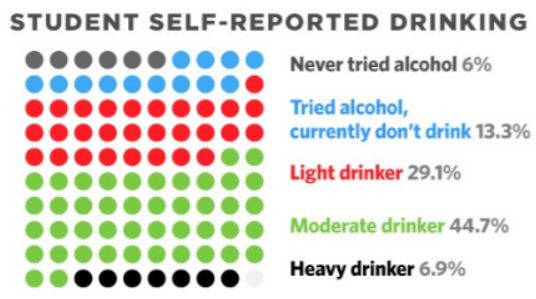 STUDENT SELF-REPORTED DRINKING
Never tried alcohol 6%
Tried alcohol,
currently don't drink 13.3%
Light drinker 29.1%
Moderate drinker 44.7%
Heavy drinker 6.9%